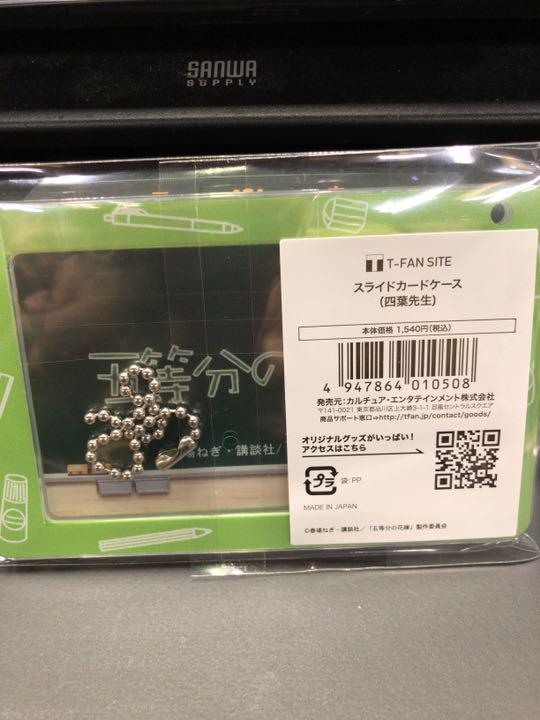 SANWA
SUPPLY
五等分の
場ねぎ・講談社/
T-FAN SITE
スライドカードケース
(四葉先生)
本体価格 1,540円(税込)
4 947864 010508
発売元:カルチュア・エンタテインメント株式会社
〒141-0021 東京都品川区上大崎3-1-1 目黒セントラルスクエア
商品サポート窓口⇒http://tfan.jp/contact/goods/
オリジナルグッズがいっぱい!
アクセスはこちら
プラ
袋:PP
MADE IN JAPAN
©春場ねぎ・講談社/「五等分の花嫁」製作委員会